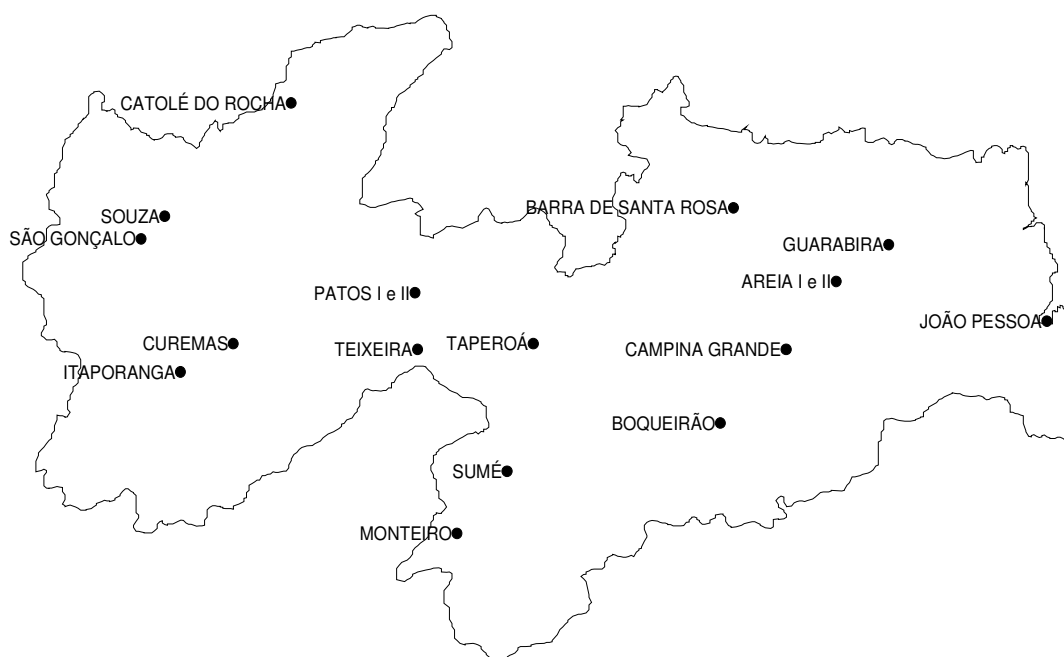 CATOLÉ DO ROCHA
SOUZA
BARRA DE SANTA ROSA
SÃO GONÇALO
GUARABIRA
AREIA I e II
PATOS I e II
JOÃO PESSOA
CUREMAS
TEIXEIRA
TAPEROÁ
CAMPINA GRANDE
ITAPORANGA
BOQUEIRÃO
SUMÉ
MONTEIRO